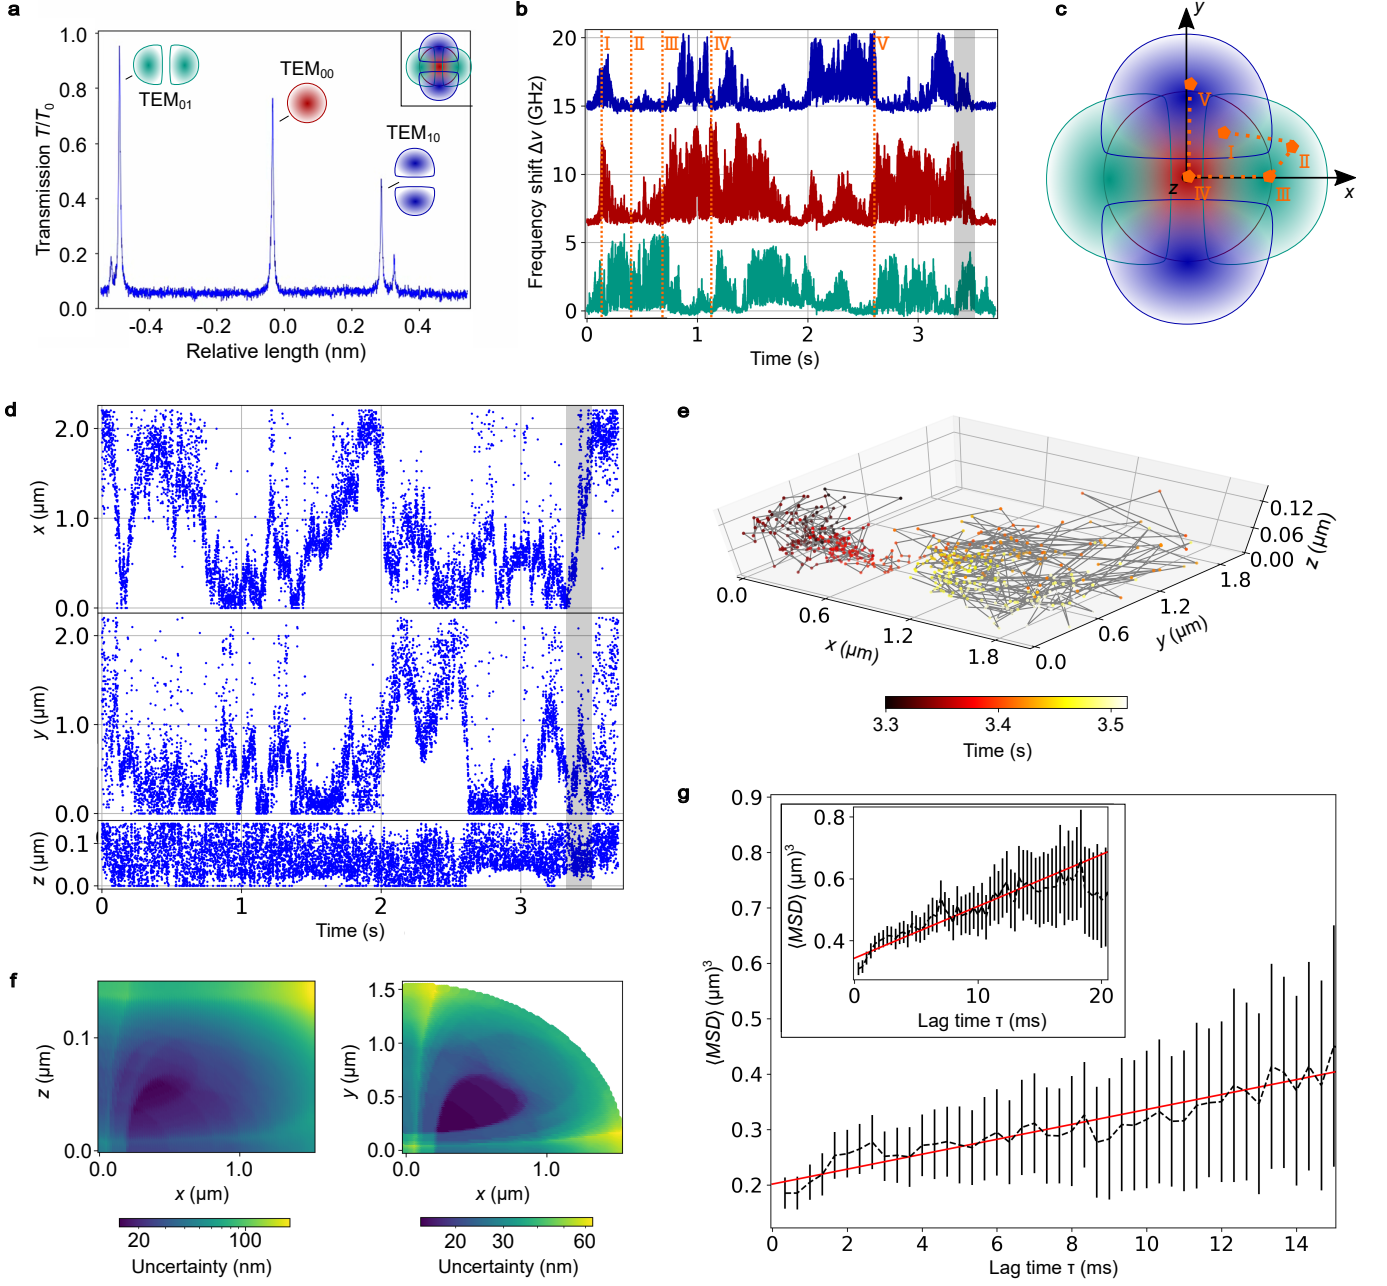 a
Transmission T/T0
1.0
0.8
0.6
0.4
0.2
0.0
TEM01
TEM00
TEM10
-0.4
-0.2
0.0
0.2
0.4
Relative length (nm)
b
Frequency shift Δν (GHz)
20
15
10
5
0
I
II
III
IV
V
0
1
2
3
Time (s)
c
y
V
I
II
z
IV
III
x
d
x (μm)
2.0
1.0
0.0
y (μm)
2.0
1.0
0.0
z (μm)
0.1
0.0
0
1
2
3
Time (s)
e
0.0
0.6
1.2
1.8
x (μm)
0.0
0.6
1.2
1.8
y (μm)
0.00
0.06
0.12
z (μm)
3.3
3.4
3.5
Time (s)
f
z (μm)
0.1
0.0
0.0
1.0
x (μm)
20
100
Uncertainty (nm)
y (μm)
1.5
1.0
0.5
0.0
0.0
1.0
x (μm)
20
30
60
Uncertainty (nm)
g
⟨MSD⟩ (μm)3
0.9
0.8
0.7
0.6
0.5
0.4
0.3
0.2
0
2
4
6
8
10
12
14
Lag time τ (ms)
⟨MSD⟩ (μm)3
0.8
0.6
0.4
0
10
20
Lag time τ (ms)